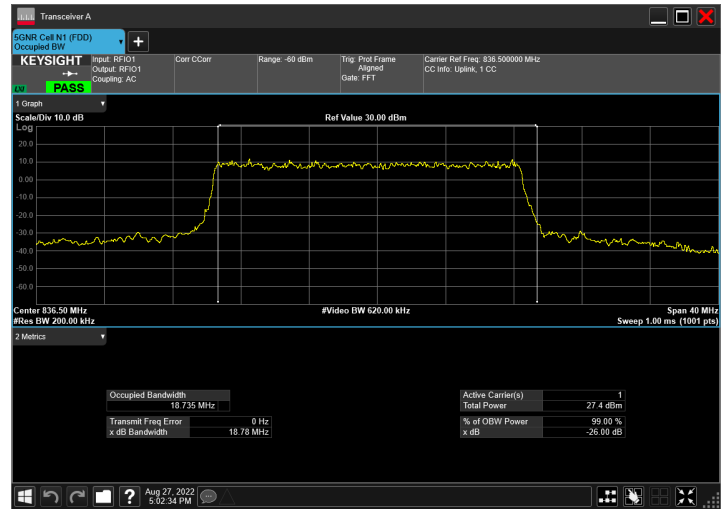 Transceiver A
5GNR Cell N1 (FDD)
Occupied BW
KEYSIGHT
Input: RFIO1
Output: RFIO1
Coupling: AC
Corr CCorr
Range: -60 dBm
Trig: Prot Frame
Aligned
Gate: FFT
Carrier Ref Freq: 836.500000 MHz
CC Info: Uplink, 1 CC
LXI
PASS
1 Graph
Scale/Div 10.0 dB
Ref Value 30.00 dBm
Log
20.0
10.0
0.00
-10.0
-20.0
-30.0
-40.0
-50.0
-60.0
Center 836.50 MHz
#Video BW 620.00 kHz
Span 40 MHz
#Res BW 200.00 kHz
Sweep 1.00 ms (1001 pts)
2 Metrics
Occupied Bandwidth
18.735 MHz
Transmit Freq Error 0 Hz
x dB Bandwidth 18.78 MHz
Active Carrier(s) 1
Total Power 27.4 dBm
% of OBW Power 99.00 %
x dB -26.00 dB
Aug 27, 2022
5:02:34 PM